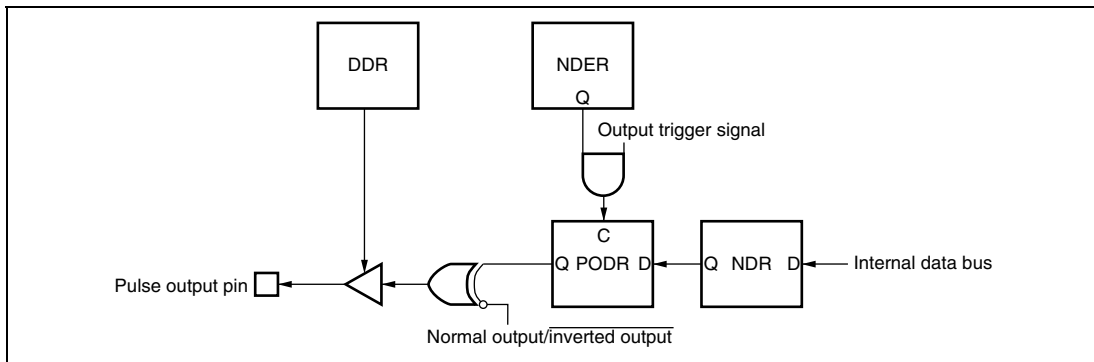 DDR
NDER
Q
Output trigger signal
C
Q PODR D
Q NDR D
Internal data bus
Pulse output pin
Normal output/inverted output